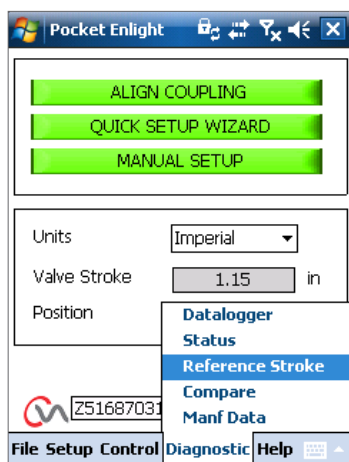 Pocket Enlight
ALIGN COUPLING
QUICK SETUP WIZARD
MANUAL SETUP
Units Imperial
Valve Stroke 1.15 in
Position
Datalogger
Status
Reference Stroke
Compare
Manf Data
Z51687031
File Setup Control Diagnostic Help